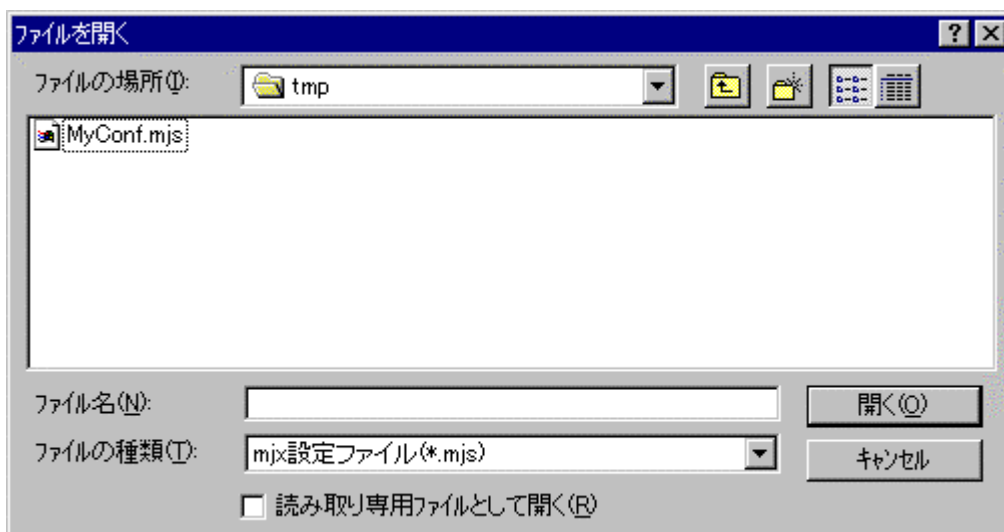 ファイルを開く
ファイルの場所(I):
tmp
MyConf.mjs
ファイル名(N):
開く(O)
ファイルの種類(T):
mjx設定ファイル(*.mjs)
キャンセル
読み取り専用ファイルとして開く(R)